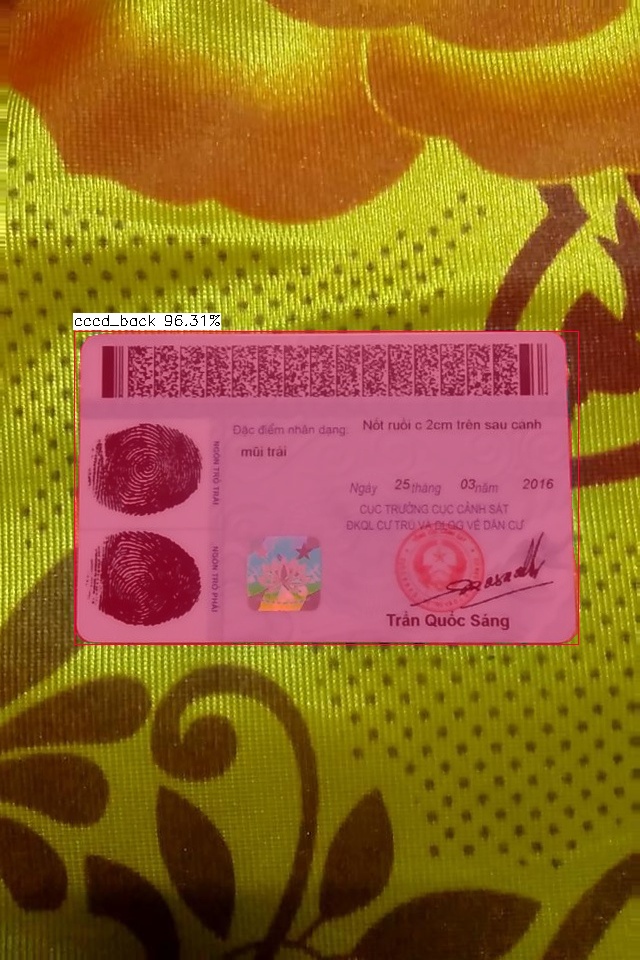 cccd_back 96.31%
Đặc điểm nhân dạng: Nốt ruồi c 2cm trên sau cánh
mũi trái
NGÓN TRỎ TRÁI
Ngày 25 tháng 03 năm 2016
CỤC TRƯỞNG CỤC CẢNH SÁT
ĐKQL CƯ TRÚ VÀ DLQG VỀ DÂN CƯ
NGÓN TRỎ PHẢI
Trần Quốc Sáng